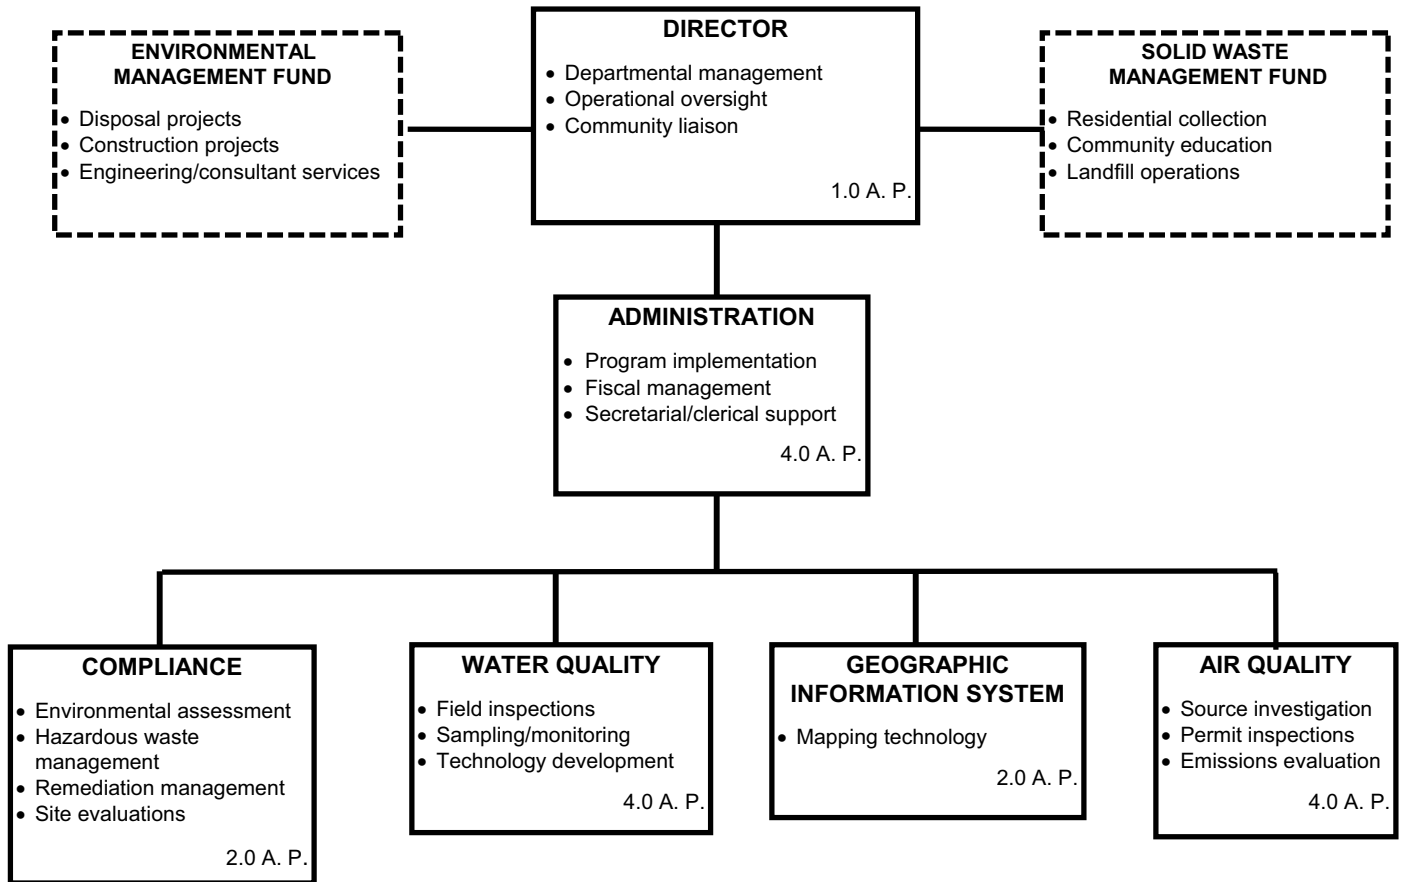 ENVIRONMENTAL
MANAGEMENT FUND
• Disposal projects
• Construction projects
• Engineering/consultant services
DIRECTOR
• Departmental management
• Operational oversight
• Community liaison
1.0 A. P.
SOLID WASTE
MANAGEMENT FUND
• Residential collection
• Community education
• Landfill operations
ADMINISTRATION
• Program implementation
• Fiscal management
• Secretarial/clerical support
4.0 A. P.
COMPLIANCE
• Environmental assessment
• Hazardous waste
management
• Remediation management
• Site evaluations
2.0 A. P.
WATER QUALITY
• Field inspections
• Sampling/monitoring
• Technology development
4.0 A. P.
GEOGRAPHIC
INFORMATION SYSTEM
• Mapping technology
2.0 A. P.
AIR QUALITY
• Source investigation
• Permit inspections
• Emissions evaluation
4.0 A. P.